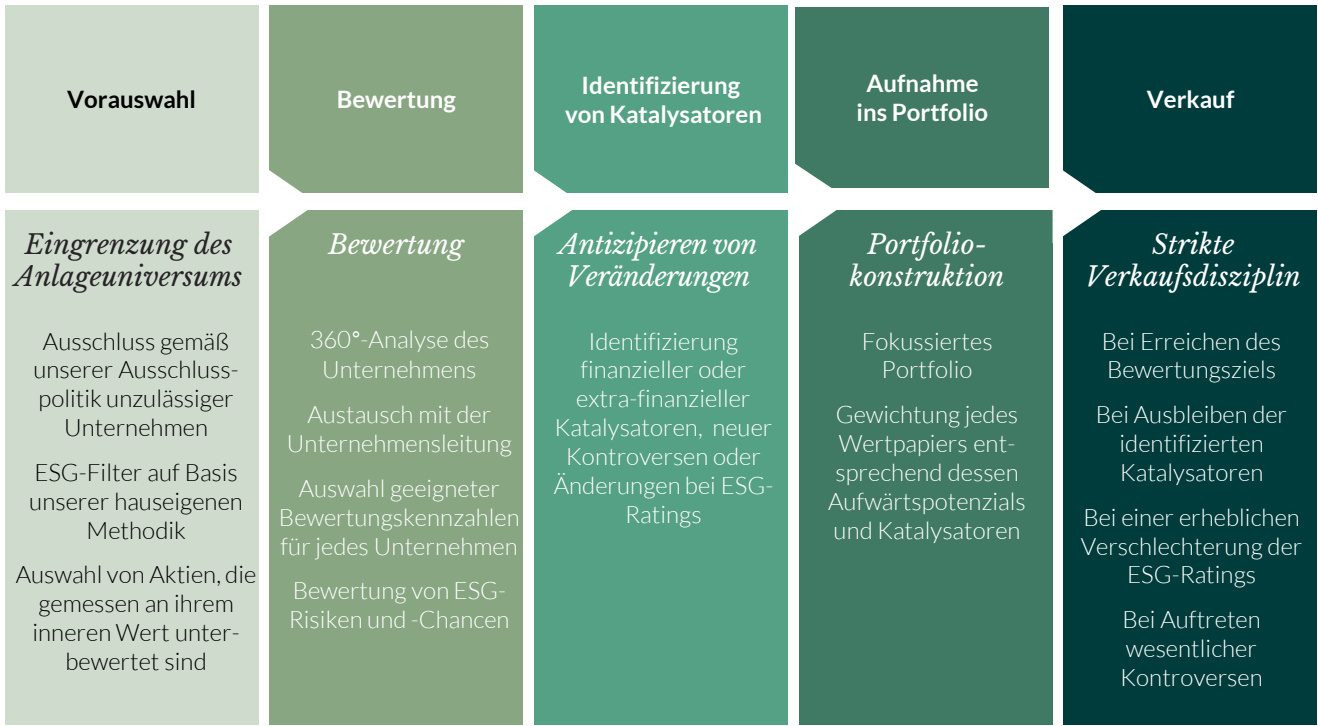 Vorauswahl
Bewertung
Identifizierung
von Katalysatoren
Aufnahme
ins Portfolio
Verkauf
Eingrenzung des
Anlageuniversums
Ausschluss gemäß
unserer Ausschluss-
politik unzulässiger
Unternehmen
ESG-Filter auf Basis
unserer hauseigenen
Methodik
Auswahl von Aktien, die
gemessen an ihrem
inneren Wert unter-
bewertet sind
Bewertung
360°-Analyse des
Unternehmens
Austausch mit der
Unternehmensleitung
Auswahl geeigneter
Bewertungskennzahlen
für jedes Unternehmen
Bewertung von ESG-
Risiken und -Chancen
Antizipieren von
Veränderungen
Identifizierung
finanzieller oder
extra-finanzieller
Katalysatoren, neuer
Kontroversen oder
Änderungen bei ESG-
Ratings
Portfolio-
konstruktion
Fokussiertes
Portfolio
Gewichtung jedes
Wertpapiers ent-
sprechend dessen
Aufwärtspotenzials
und Katalysatoren
Strikte
Verkaufsdisziplin
Bei Erreichen des
Bewertungsziels
Bei Ausbleiben der
identifizierten
Katalysatoren
Bei einer erheblichen
Verschlechterung der
ESG-Ratings
Bei Auftreten
wesentlicher
Kontroversen